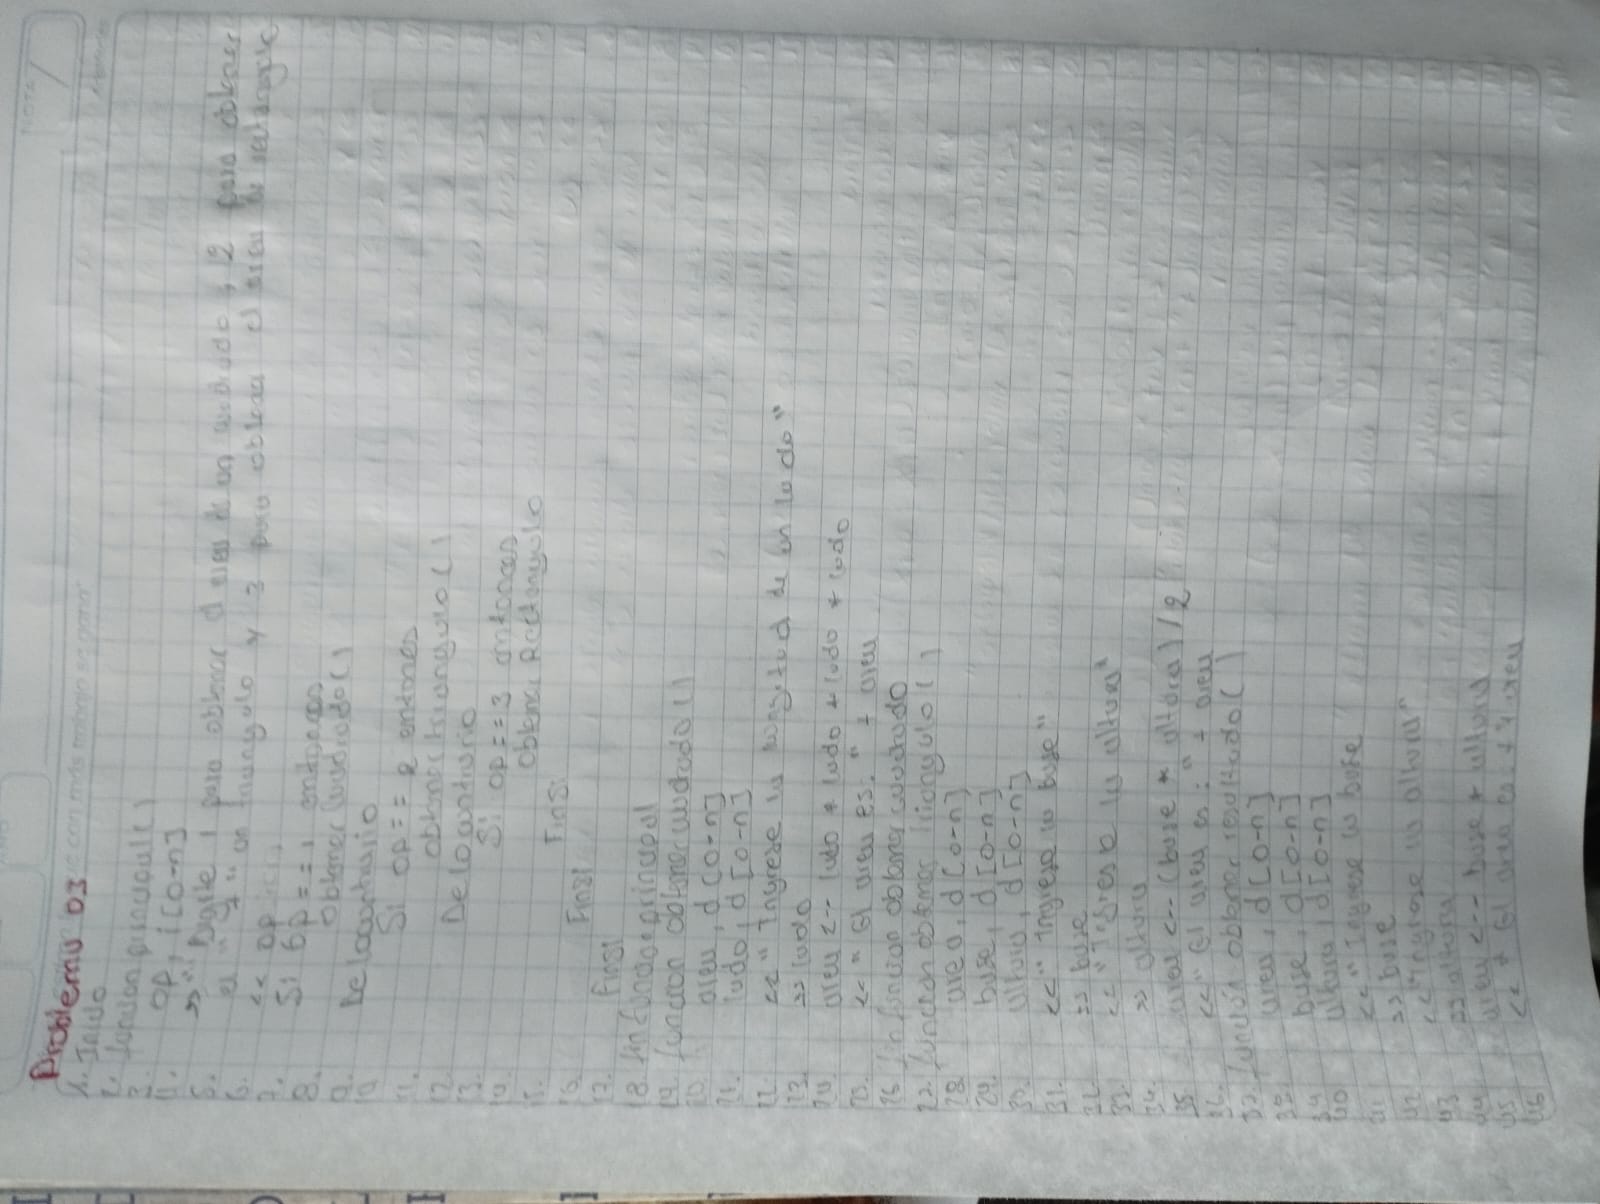 NOTA
Problema 03
1. Inicio
2. función principal()
3. op, i [0-n]
4. >> "Digite 1 para obtener el area de un cuadrado, 2 para obtener
5. el "1" un triangulo y 3 para obtener el area de rectangulo
6. << op
7. Si op == 1 entonces
8. obtener cuadrado()
9. De lo contrario
10. Si op == 2 entonces
11. obtener triangulo()
12. De lo contrario
13. Si op == 3 entonces
14. obtener Rectangulo
15. Finsi
16. Finsi
17. finsi
18. fin funcion principal
19. funcion obtener cuadrado()
20. area, d [0-n]
21. lado, d [0-n]
22. << "Ingrese la longitud de un lado"
23. >> lado
24. area <-- lado * lado + lado + lado
25. << "El area es: " + area
26. fin funcion obtener cuadrado
27. funcion obtener triangulo()
28. area, d [0-n]
29. base, d [0-n]
30. altura, d [0-n]
31. << "Ingrese la base"
32. >> base
33. << "Ingrese la altura"
34. >> altura
35. area <-- (base * altura) / 2
36. << "El area es: " + area
37. función obtener resultado()
38. area, d [0-n]
39. base, d [0-n]
40. altura, d [0-n]
41. << "Ingrese la base"
42. >> base
43. << "Ingrese la altura"
44. >> altura
45. area <-- base * altura
46. << "El area es: + " area